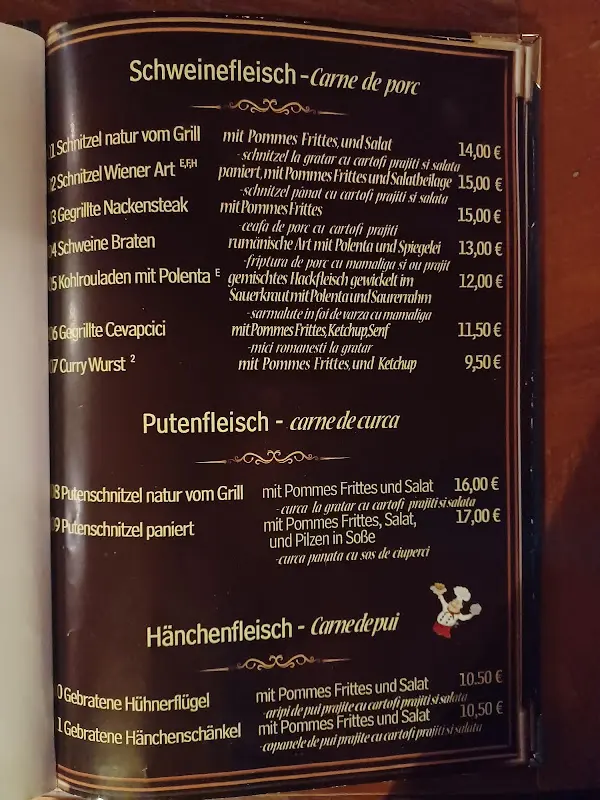 Schweinefleisch - Carne de porc
1 Schnitzel natur vom Grill mit Pommes Frittes, und Salat 14,00 €
-schnitzel la gratar cu cartofi prajiti si salata
2 Schnitzel Wiener Art E,F,H paniert, mit Pommes Frittes und Salatbeilage 15,00 €
-schnitzel panat cu cartofi prajiti si salata
3 Gegrillte Nackensteak mit Pommes Frittes 15,00 €
-ceafa de porc cu cartofi prajiti
04 Schweine Braten rumänische Art mit Polenta und Spiegelei 13,00 €
-friptura de porc cu mamaliga si ou prajit
05 Kohlrouladen mit Polenta E gemischtes Hackfleisch gewickelt im 12,00 €
Sauerkraut mit Polenta und Saurerrahm
-sarmalute in foi de varza cu mamaliga
06 Gegrillte Cevapcici mit Pommes Frittes, Ketchup, Senf 11,50 €
-mici romanesti la gratar
07 Curry Wurst 2 mit Pommes Frittes, und Ketchup 9,50 €
Putenfleisch - carne de curca
08 Putenschnitzel natur vom Grill mit Pommes Frittes und Salat 16,00 €
-curca la gratar cu cartofi prajiti si salata
9 Putenschnitzel paniert mit Pommes Frittes, Salat, 17,00 €
und Pilzen in Soße
-curca panata cu sos de ciuperci
Hänchenfleisch - Carne de pui
0 Gebratene Hühnerflügel mit Pommes Frittes und Salat 10.50 €
-aripi de pui prajite cu cartofi prajiti si salata
1 Gebratene Hänchenschänkel mit Pommes Frittes und Salat 10,50 €
-copanele de pui prajite cu cartofi prajiti si salata